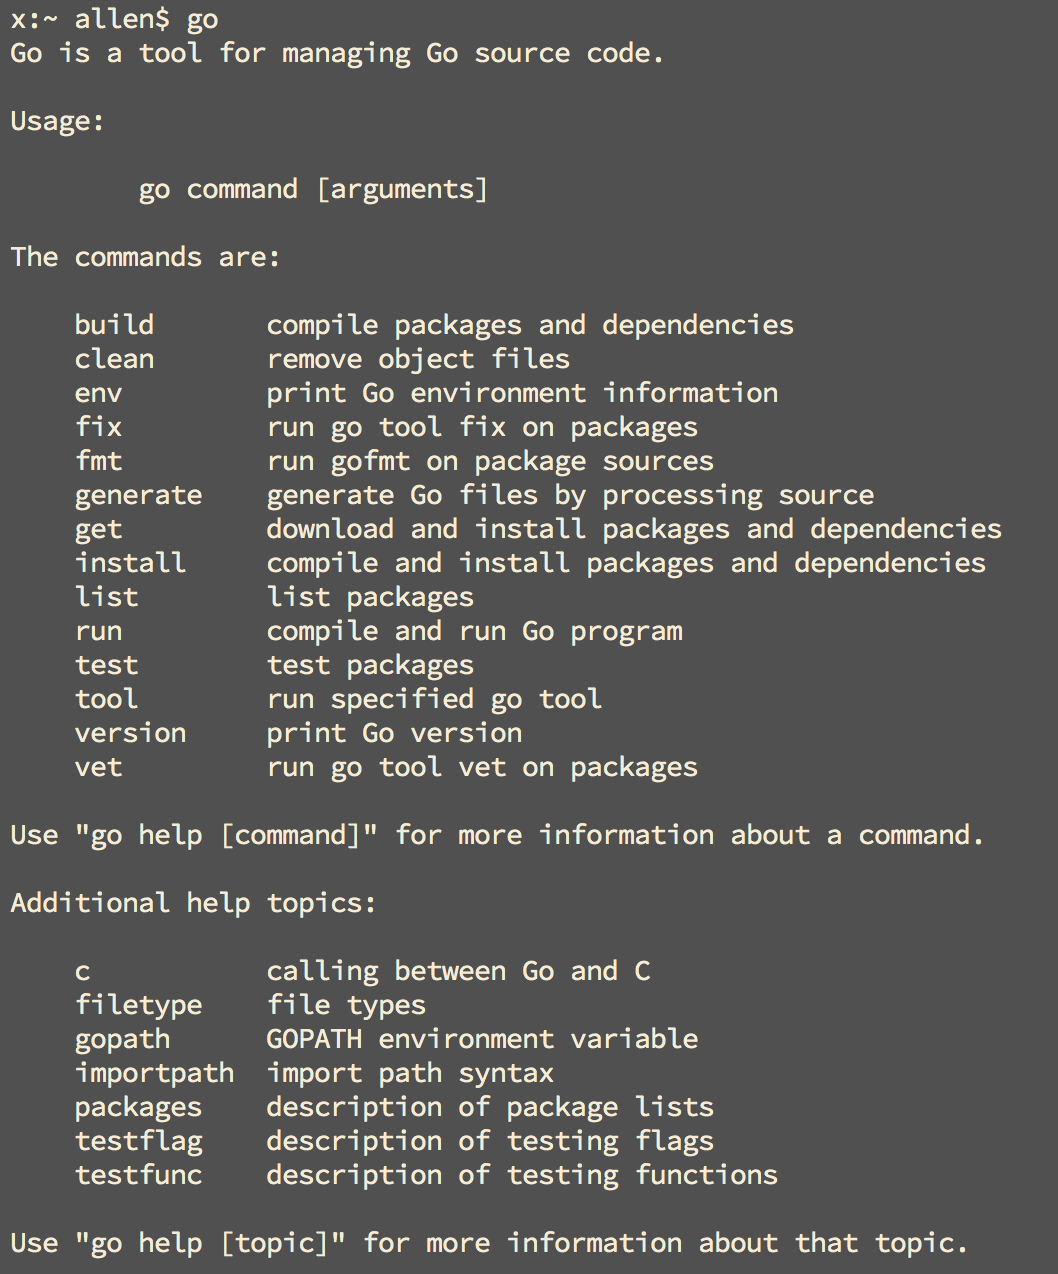 x:~ allen$ go
Go is a tool for managing Go source code.
Usage:
go command [arguments]
The commands are:
build compile packages and dependencies
clean remove object files
env print Go environment information
fix run go tool fix on packages
fmt run gofmt on package sources
generate generate Go files by processing source
get download and install packages and dependencies
install compile and install packages and dependencies
list list packages
run compile and run Go program
test test packages
tool run specified go tool
version print Go version
vet run go tool vet on packages
Use "go help [command]" for more information about a command.
Additional help topics:
c calling between Go and C
filetype file types
gopath GOPATH environment variable
importpath import path syntax
packages description of package lists
testflag description of testing flags
testfunc description of testing functions
Use "go help [topic]" for more information about that topic.